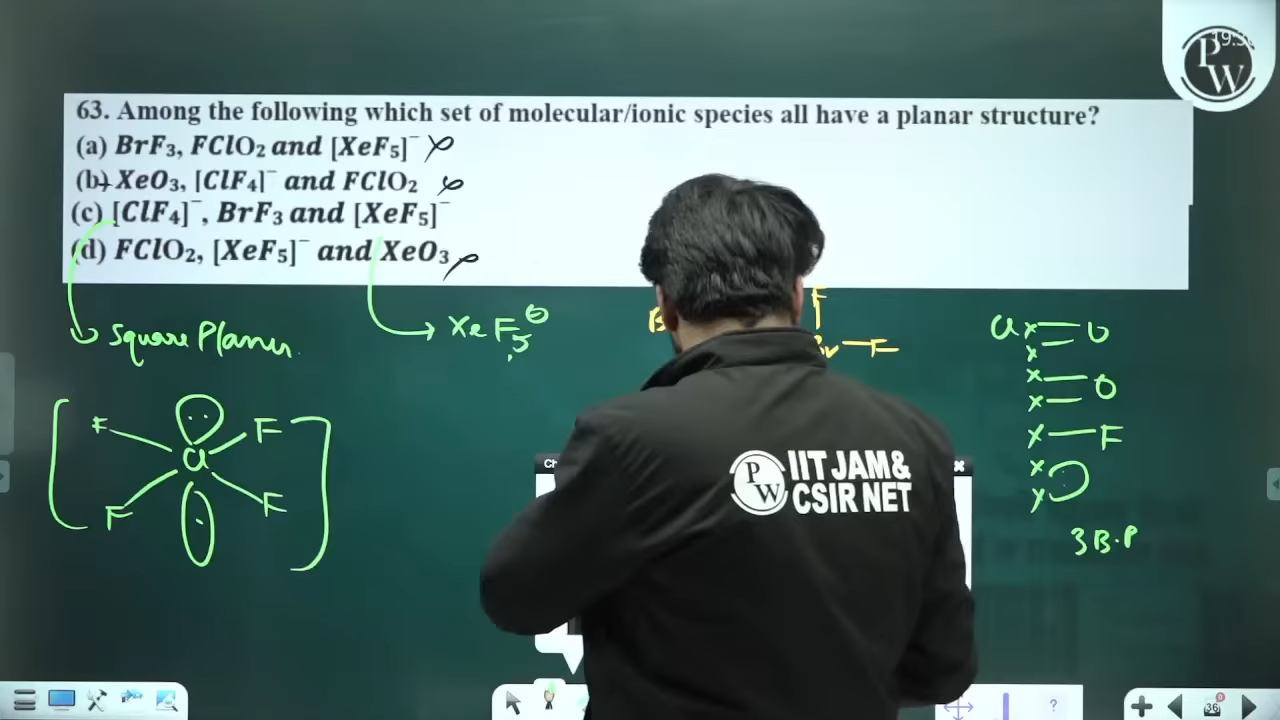 63. Among the following which set of molecular/ionic species all have a planar structure?
(a) BrF₃, FClO₂ and [XeF₅]⁻
(b) XeO₃, [ClF₄]⁻ and FClO₂
(c) [ClF₄]⁻, BrF₃ and [XeF₅]⁻
(d) FClO₂, [XeF₅]⁻ and XeO₃
PW
Square Planar
XeF₅⊖
F
F
F
Cl
F
F
F
Cl x = O
x
x = O
x
x — F
x
x
3 B.P
PW IIT JAM &
CSIR NET
36